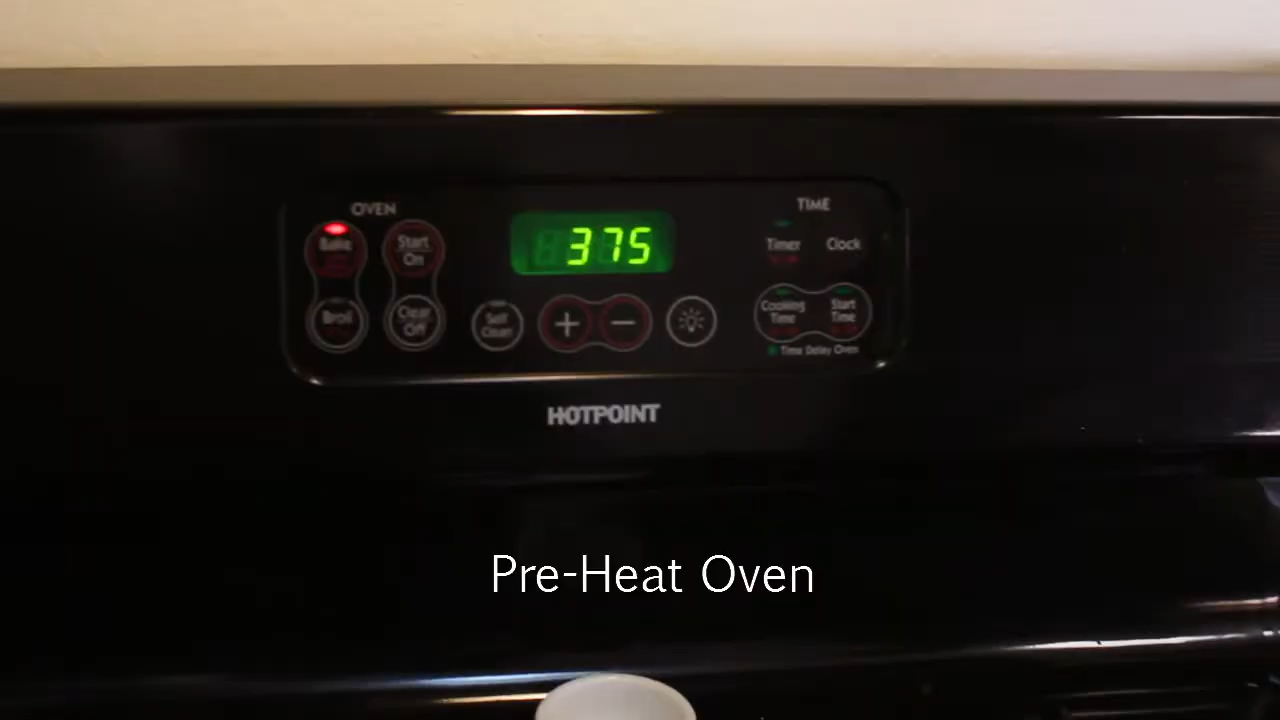 OVEN
TIME
Bake
Start
On
375
Timer
Clock
Broil
Clear
Off
Self
Clean
+
−
Cooking
Time
Start
Time
Time Delay Oven
HOTPOINT
Pre-Heat Oven